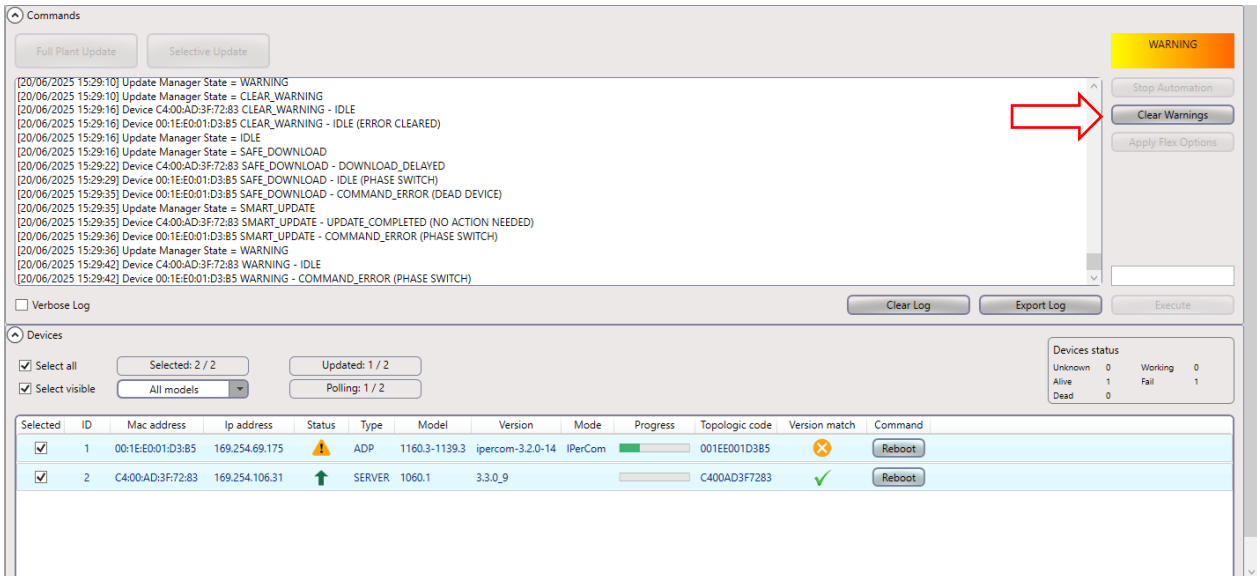 Commands
Full Plant Update Selective Update WARNING
[20/06/2025 15:29:10] Update Manager State = WARNING
[20/06/2025 15:29:10] Update Manager State = CLEAR_WARNING
[20/06/2025 15:29:16] Device C4:00:AD:3F:72:83 CLEAR_WARNING - IDLE
[20/06/2025 15:29:16] Device 00:1E:E0:01:D3:B5 CLEAR_WARNING - IDLE (ERROR CLEARED)
[20/06/2025 15:29:16] Update Manager State = IDLE
[20/06/2025 15:29:16] Update Manager State = SAFE_DOWNLOAD
[20/06/2025 15:29:22] Device C4:00:AD:3F:72:83 SAFE_DOWNLOAD - DOWNLOAD_DELAYED
[20/06/2025 15:29:29] Device 00:1E:E0:01:D3:B5 SAFE_DOWNLOAD - IDLE (PHASE SWITCH)
[20/06/2025 15:29:35] Device 00:1E:E0:01:D3:B5 SAFE_DOWNLOAD - COMMAND_ERROR (DEAD DEVICE)
[20/06/2025 15:29:35] Update Manager State = SMART_UPDATE
[20/06/2025 15:29:35] Device C4:00:AD:3F:72:83 SMART_UPDATE - UPDATE_COMPLETED (NO ACTION NEEDED)
[20/06/2025 15:29:36] Device 00:1E:E0:01:D3:B5 SMART_UPDATE - COMMAND_ERROR (PHASE SWITCH)
[20/06/2025 15:29:36] Update Manager State = WARNING
[20/06/2025 15:29:42] Device C4:00:AD:3F:72:83 WARNING - IDLE
[20/06/2025 15:29:42] Device 00:1E:E0:01:D3:B5 WARNING - COMMAND_ERROR (PHASE SWITCH)
Stop Automation
Clear Warnings
Apply Flex Options
Verbose Log Clear Log Export Log Execute
Devices
Select all Selected: 2 / 2 Updated: 1 / 2
Select visible All models Polling: 1 / 2
Devices status
Unknown 0 Working 0
Alive 1 Fail 1
Dead 0
Selected ID Mac address Ip address Status Type Model Version Mode Progress Topologic code Version match Command
1 00:1E:E0:01:D3:B5 169.254.69.175 ADP 1160.3-1139.3 ipercom-3.2.0-14 IPerCom 001EE001D3B5 Reboot
2 C4:00:AD:3F:72:83 169.254.106.31 SERVER 1060.1 3.3.0_9 C400AD3F7283 Reboot